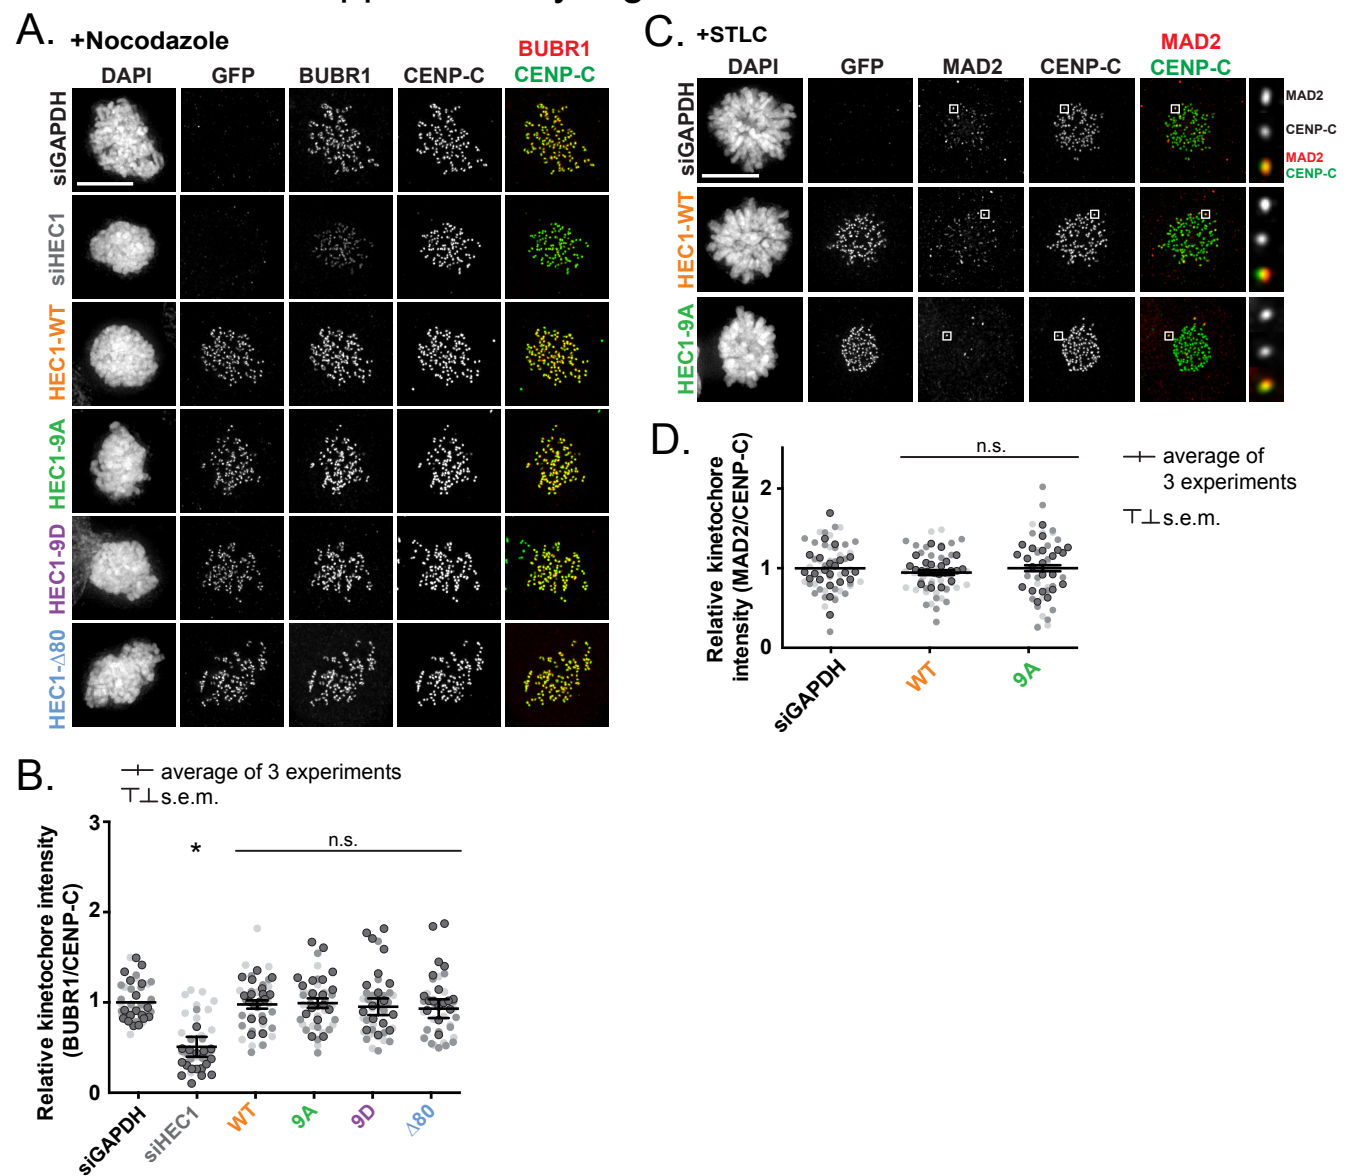 A. +Nocodazole
BUBR1
DAPI GFP BUBR1 CENP-C CENP-C
siGAPDH
siHEC1
HEC1-WT
HEC1-9A
HEC1-9D
HEC1-Δ80
B.
average of 3 experiments
s.e.m.
Relative kinetochore intensity
(BUBR1/CENP-C)
3
2
1
0
*
n.s.
siGAPDH
siHEC1
WT
9A
9D
Δ80
C. +STLC
MAD2
DAPI GFP MAD2 CENP-C CENP-C
siGAPDH
HEC1-WT
HEC1-9A
MAD2
CENP-C
MAD2
CENP-C
D.
Relative kinetochore
intensity (MAD2/CENP-C)
2
1
0
n.s.
siGAPDH
WT
9A
average of
3 experiments
s.e.m.